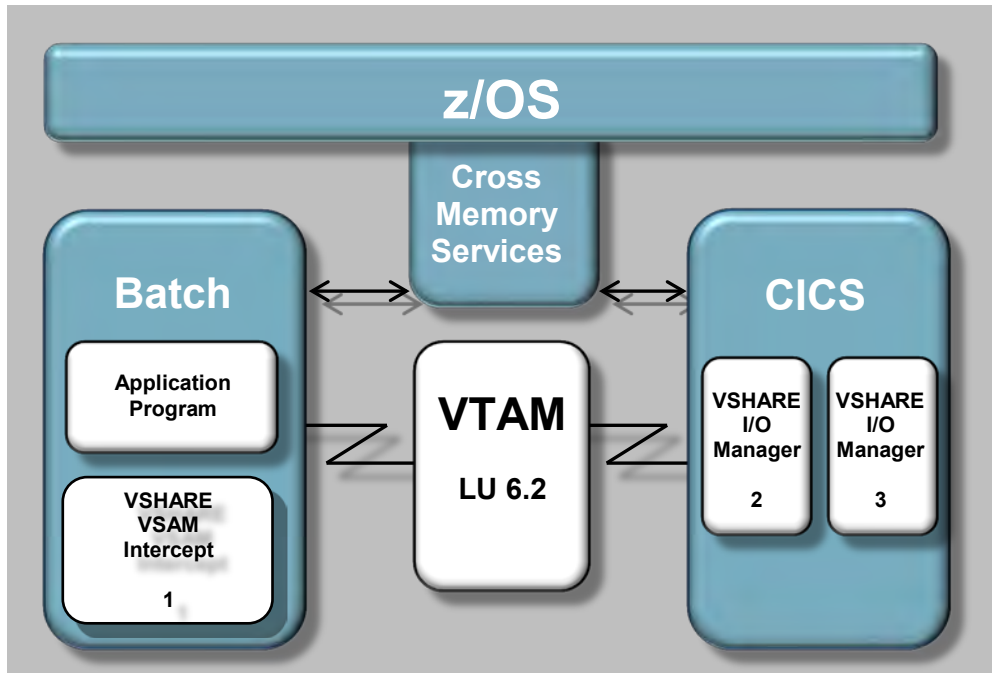 z/OS
Cross
Memory
Services
Batch
Application
Program
VSHARE
VSAM
Intercept
1
VTAM
LU 6.2
CICS
VSHARE
I/O
Manager
2
VSHARE
I/O
Manager
3